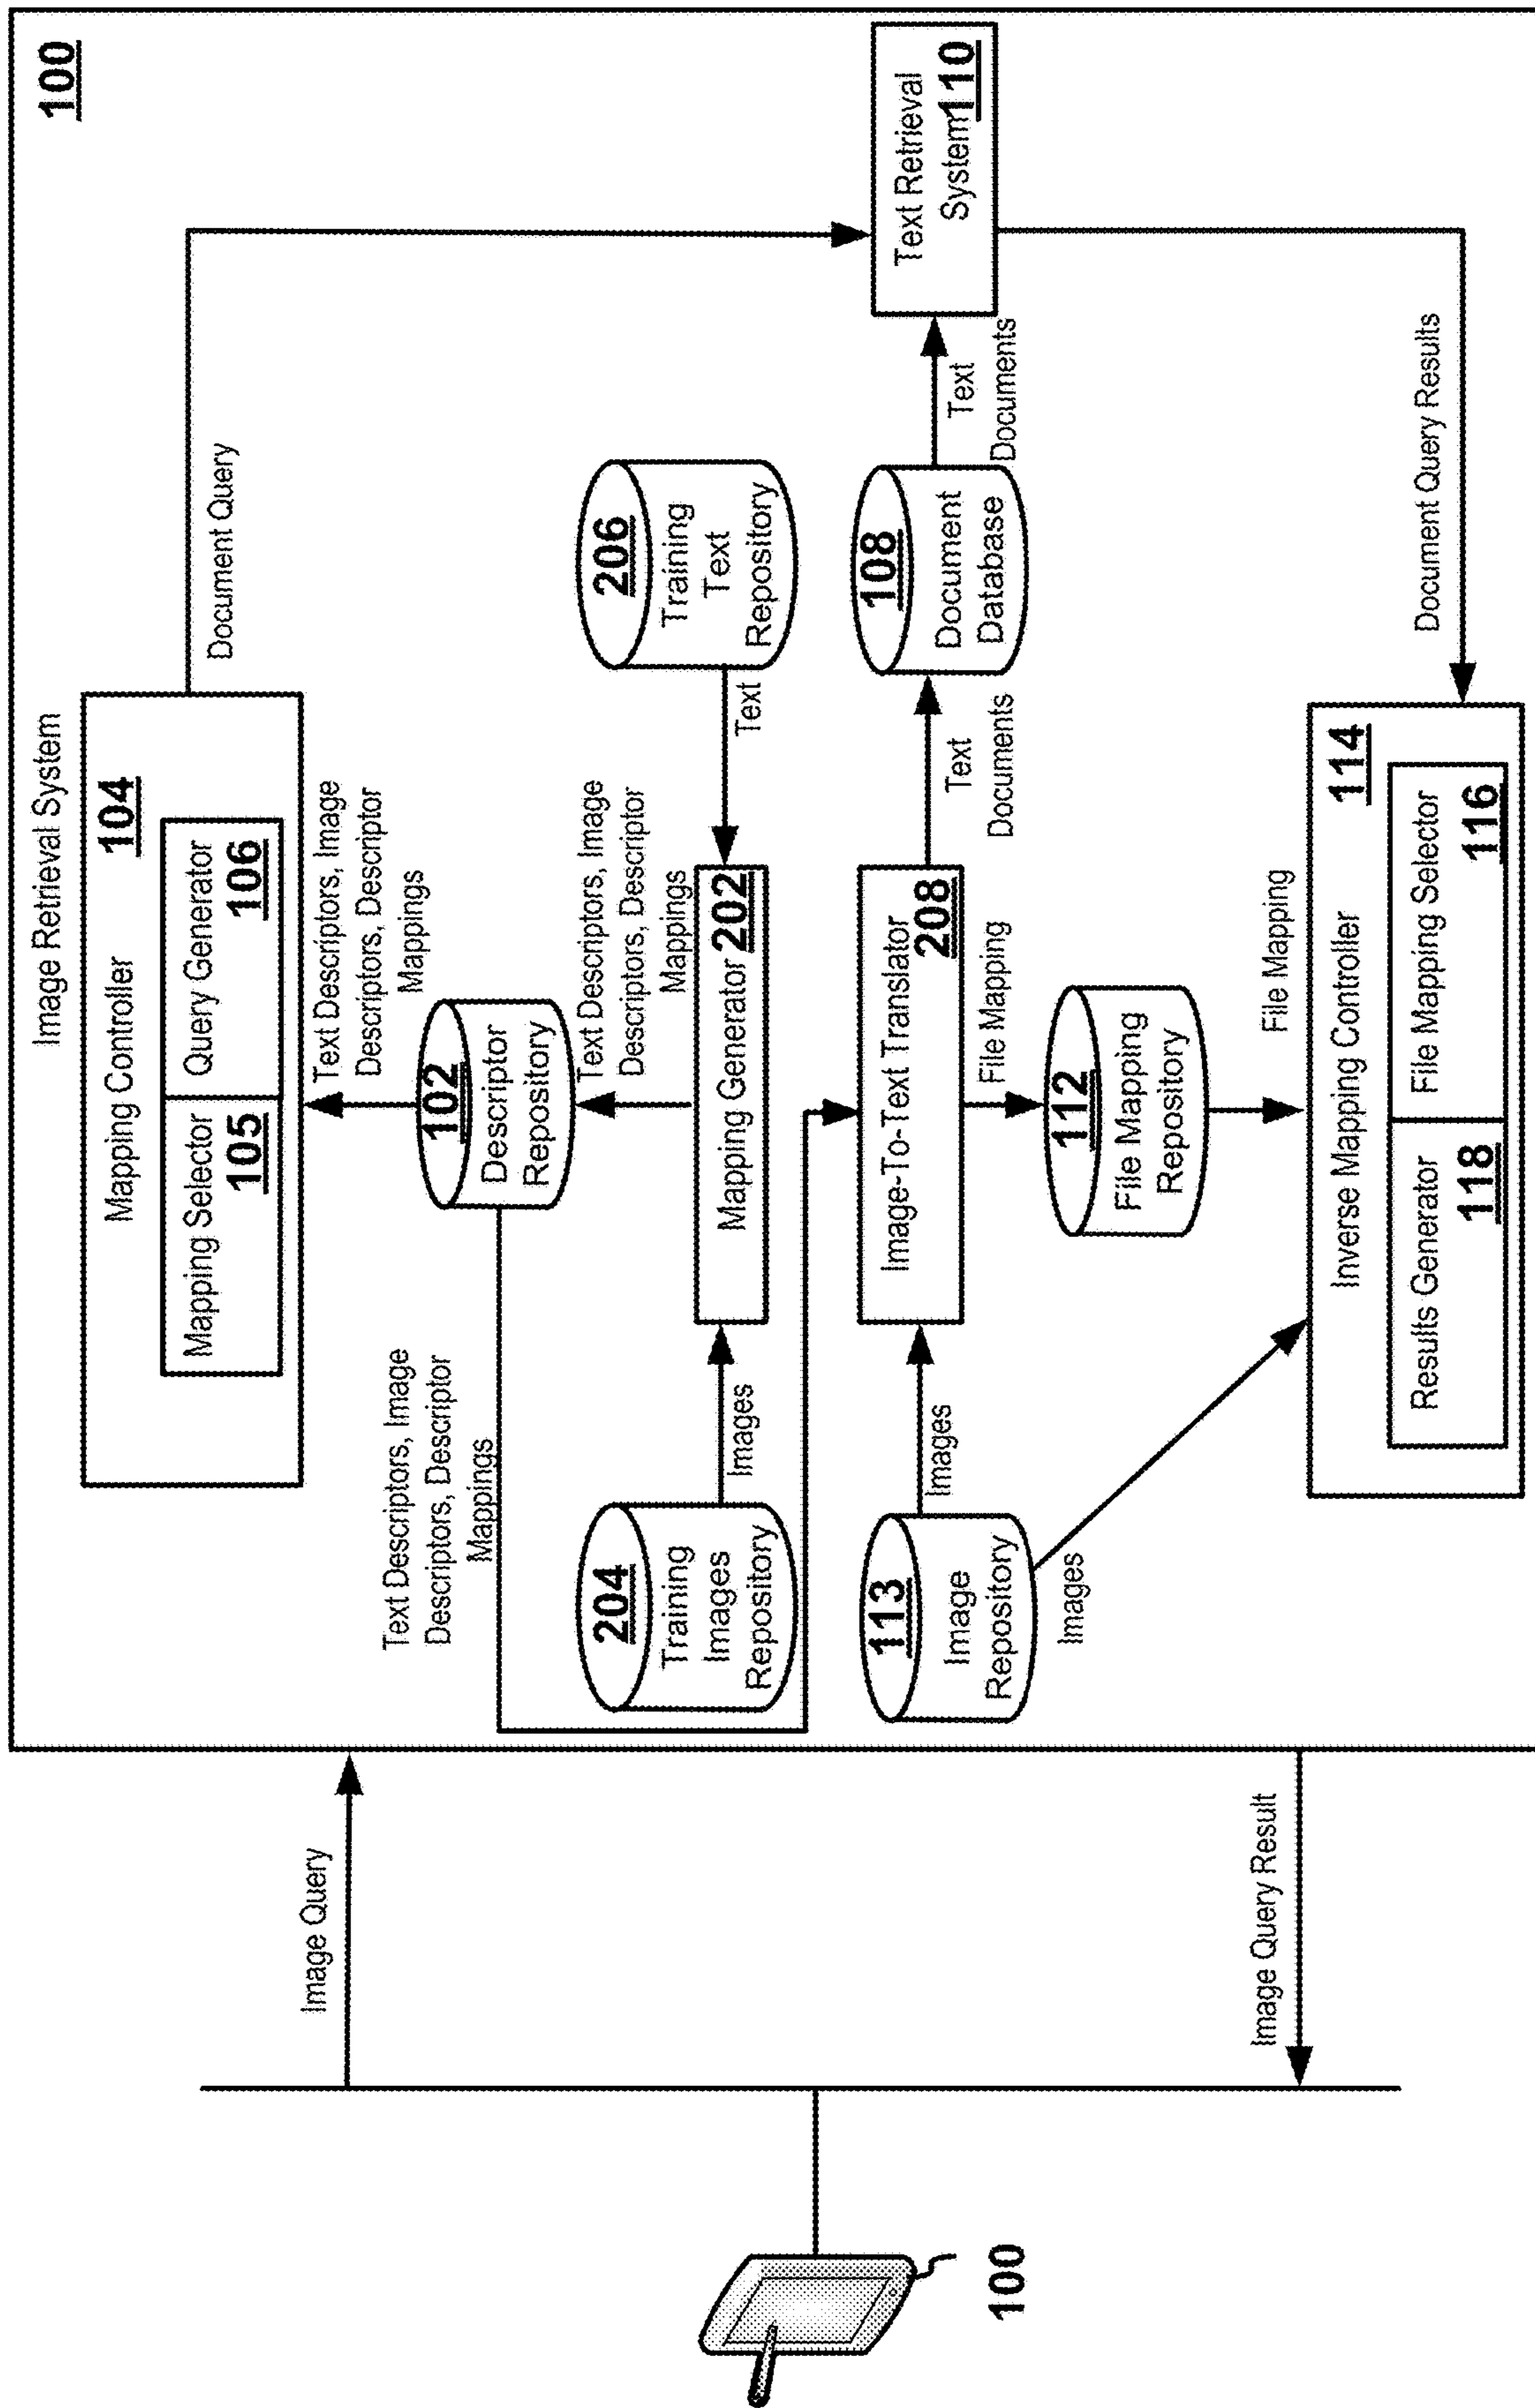 100
Image Retrieval System
Mapping Controller
104
Mapping Selector
105
Query Generator
106
Document Query
Text Descriptors, Image
Descriptors, Descriptor
Mappings
Text Descriptors, Image
Descriptors, Descriptor
Mappings
102
Descriptor
Repository
Text Descriptors, Image
Descriptors, Descriptor
Mappings
204
Training
Images
Repository
Images
Mapping Generator
202
Text
206
Training
Text
Repository
113
Image
Repository
Images
Images
Image-To-Text Translator
208
Text
Documents
108
Document
Database
Text
Documents
Text Retrieval
System
110
File Mapping
112
File Mapping
Repository
File Mapping
Document Query Results
Inverse Mapping Controller
114
Results Generator
118
File Mapping Selector
116
Image Query
Image Query Result
100